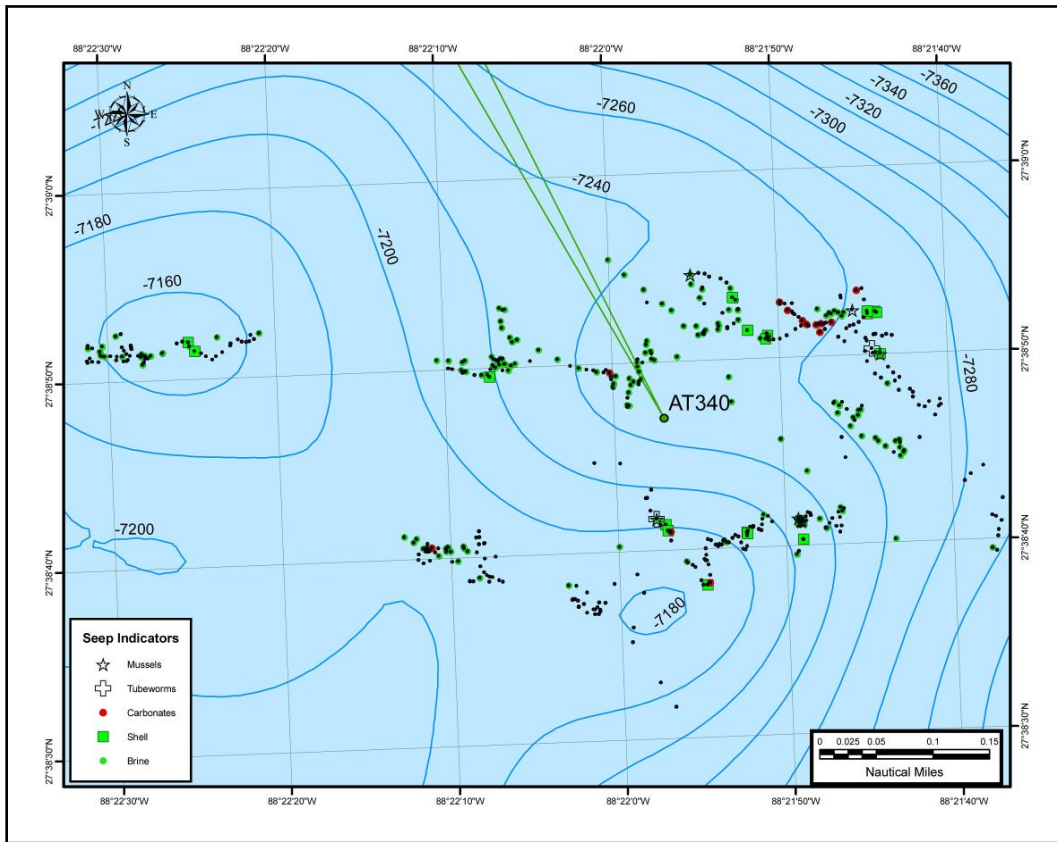 88°22'30"W 88°22'20"W 88°22'10"W 88°22'0"W 88°21'50"W 88°21'40"W
N
W E
S
-7360
-7340
-7320
-7300
-7260
-7240
27°39'0"N
27°39'0"N
-7180
-7200
-7160
27°38'50"N
27°38'50"N
-7280
AT340
-7200
27°38'40"N
27°38'40"N
-7180
Seep Indicators
Mussels
Tubeworms
Carbonates
Shell
Brine
27°38'30"N
27°38'30"N
0 0.025 0.05 0.1 0.15
Nautical Miles
88°22'30"W 88°22'20"W 88°22'10"W 88°22'0"W 88°21'50"W 88°21'40"W